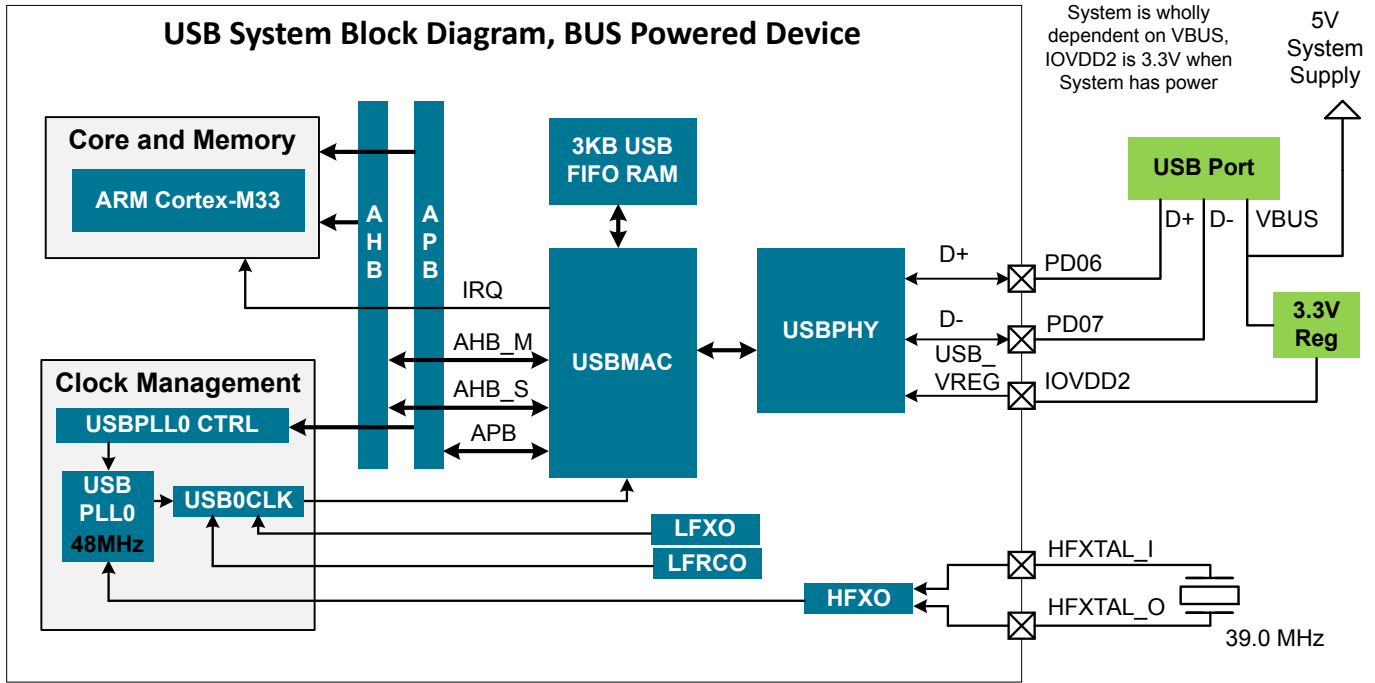 USB System Block Diagram, BUS Powered Device
System is wholly
dependent on VBUS,
IOVDD2 is 3.3V when
System has power
5V
System
Supply
Core and Memory
ARM Cortex-M33
A
H
B
A
P
B
3KB USB
FIFO RAM
USB Port
D+
D-
VBUS
IRQ
AHB_M
AHB_S
APB
USBMAC
USBPHY
D+
D-
USB_
VREG
PD06
PD07
IOVDD2
3.3V
Reg
Clock Management
USBPLL0 CTRL
USB
PLL0
48MHz
USB0CLK
LFXO
LFRCO
HFXO
HFXTAL_I
HFXTAL_O
39.0 MHz